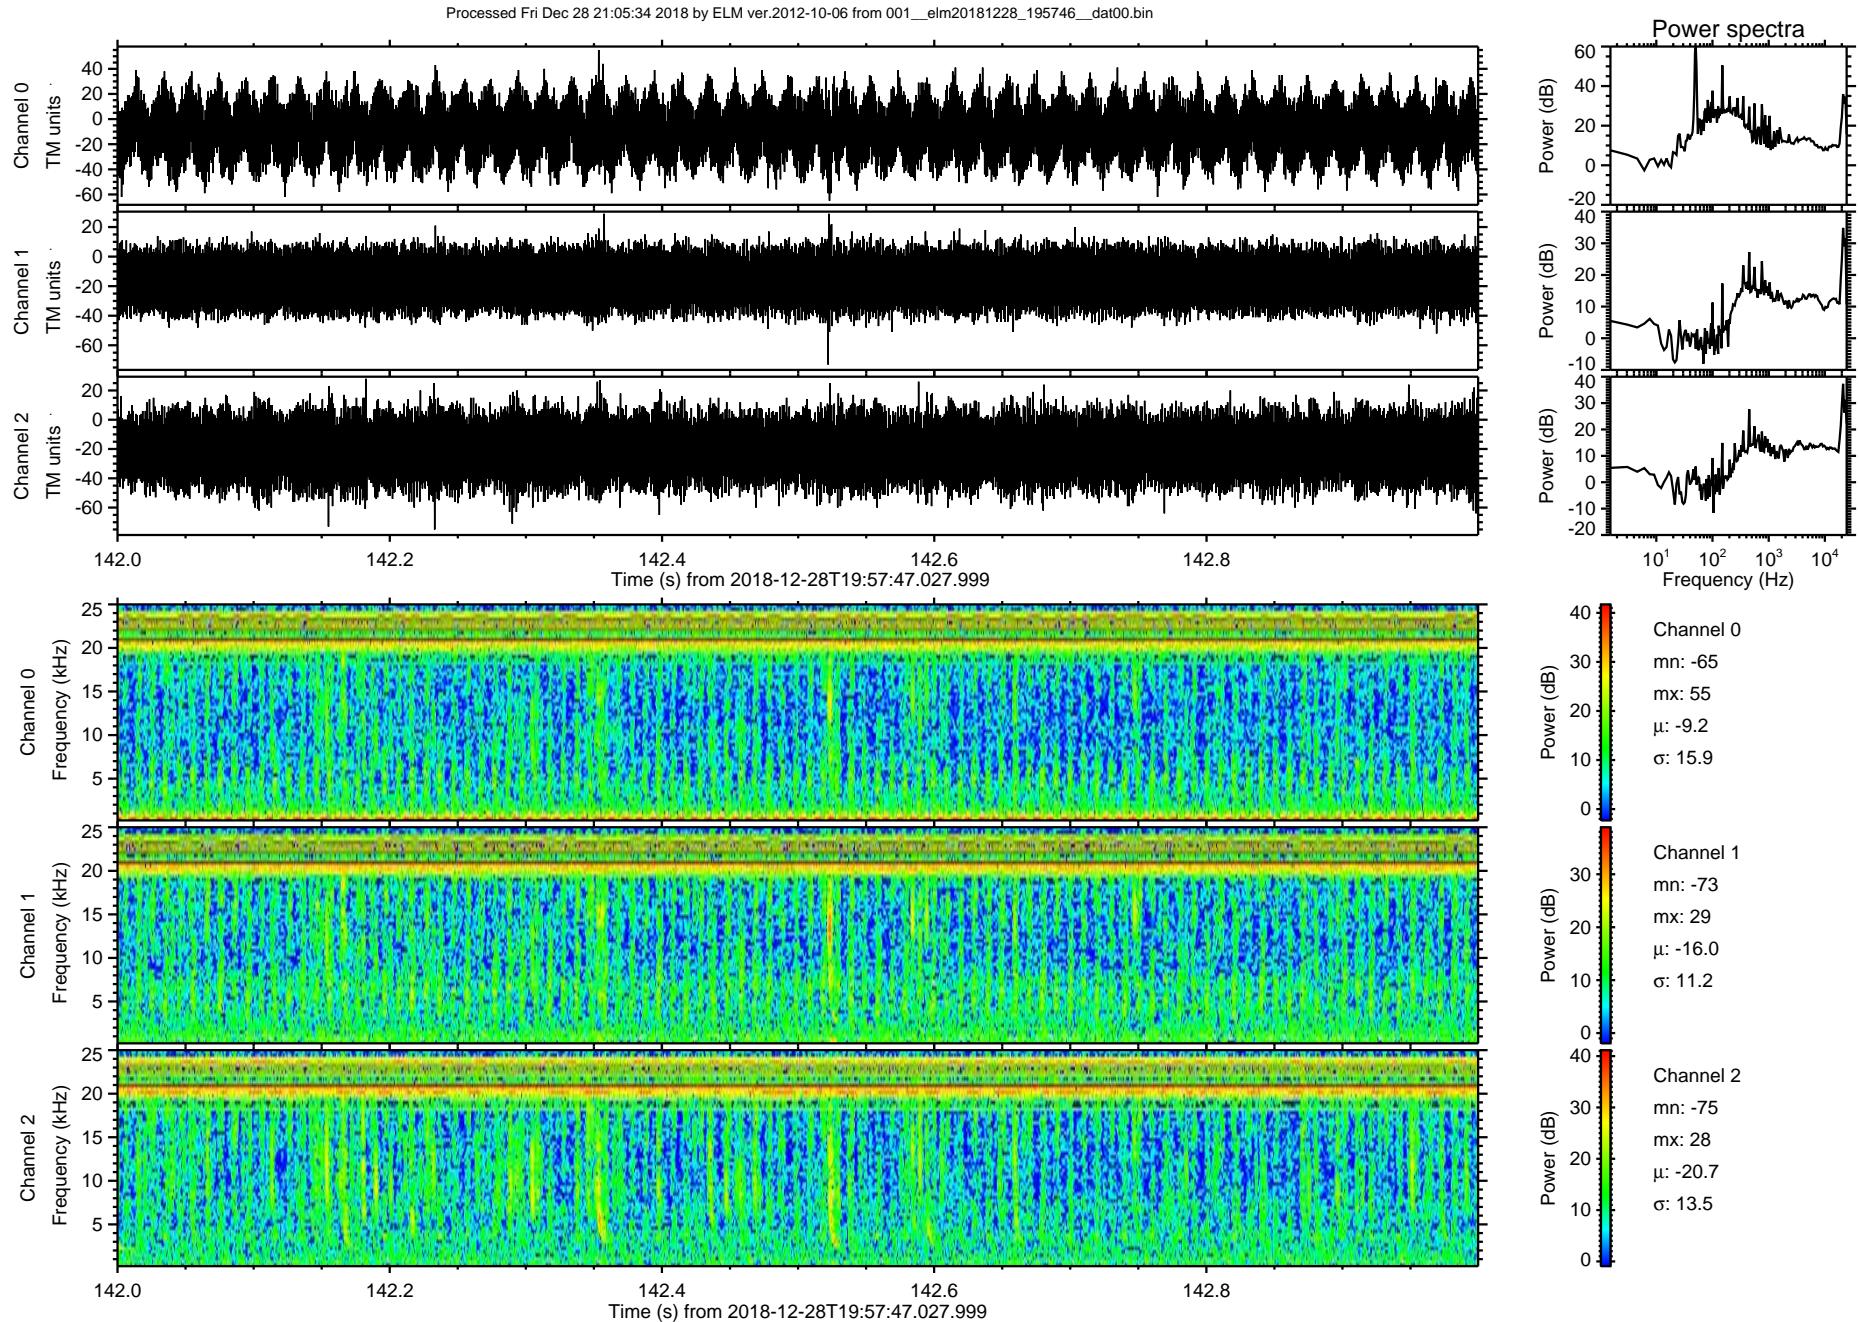 Processed Fri Dec 28 21:05:34 2018 by ELM ver.2012-10-06 from 001__elm20181228_195746__dat00.bin
Power spectra
Channel 0
TM units
40
20
0
-20
-40
-60
Power (dB)
60
40
20
0
-20
Channel 1
TM units
20
0
-20
-40
-60
Power (dB)
40
30
20
10
0
-10
Channel 2
TM units
20
0
-20
-40
-60
Power (dB)
40
30
20
10
0
-10
-20
142.0 142.2 142.4 142.6 142.8
Time (s) from 2018-12-28T19:57:47.027.999
10¹ 10² 10³ 10⁴
Frequency (Hz)
Channel 0
Frequency (kHz)
25
20
15
10
5
Power (dB)
40
30
20
10
0
Channel 0
mn: -65
mx: 55
µ: -9.2
σ: 15.9
Channel 1
Frequency (kHz)
25
20
15
10
5
Power (dB)
30
20
10
0
Channel 1
mn: -73
mx: 29
µ: -16.0
σ: 11.2
Channel 2
Frequency (kHz)
25
20
15
10
5
Power (dB)
40
30
20
10
0
Channel 2
mn: -75
mx: 28
µ: -20.7
σ: 13.5
142.0 142.2 142.4 142.6 142.8
Time (s) from 2018-12-28T19:57:47.027.999